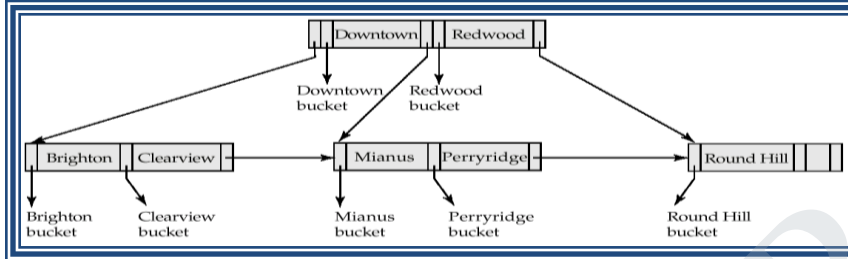 Downtown Redwood
Downtown Redwood
bucket bucket
Brighton Clearview Mianus Perryridge Round Hill
Brighton Clearview Mianus Perryridge Round Hill
bucket bucket bucket bucket bucket